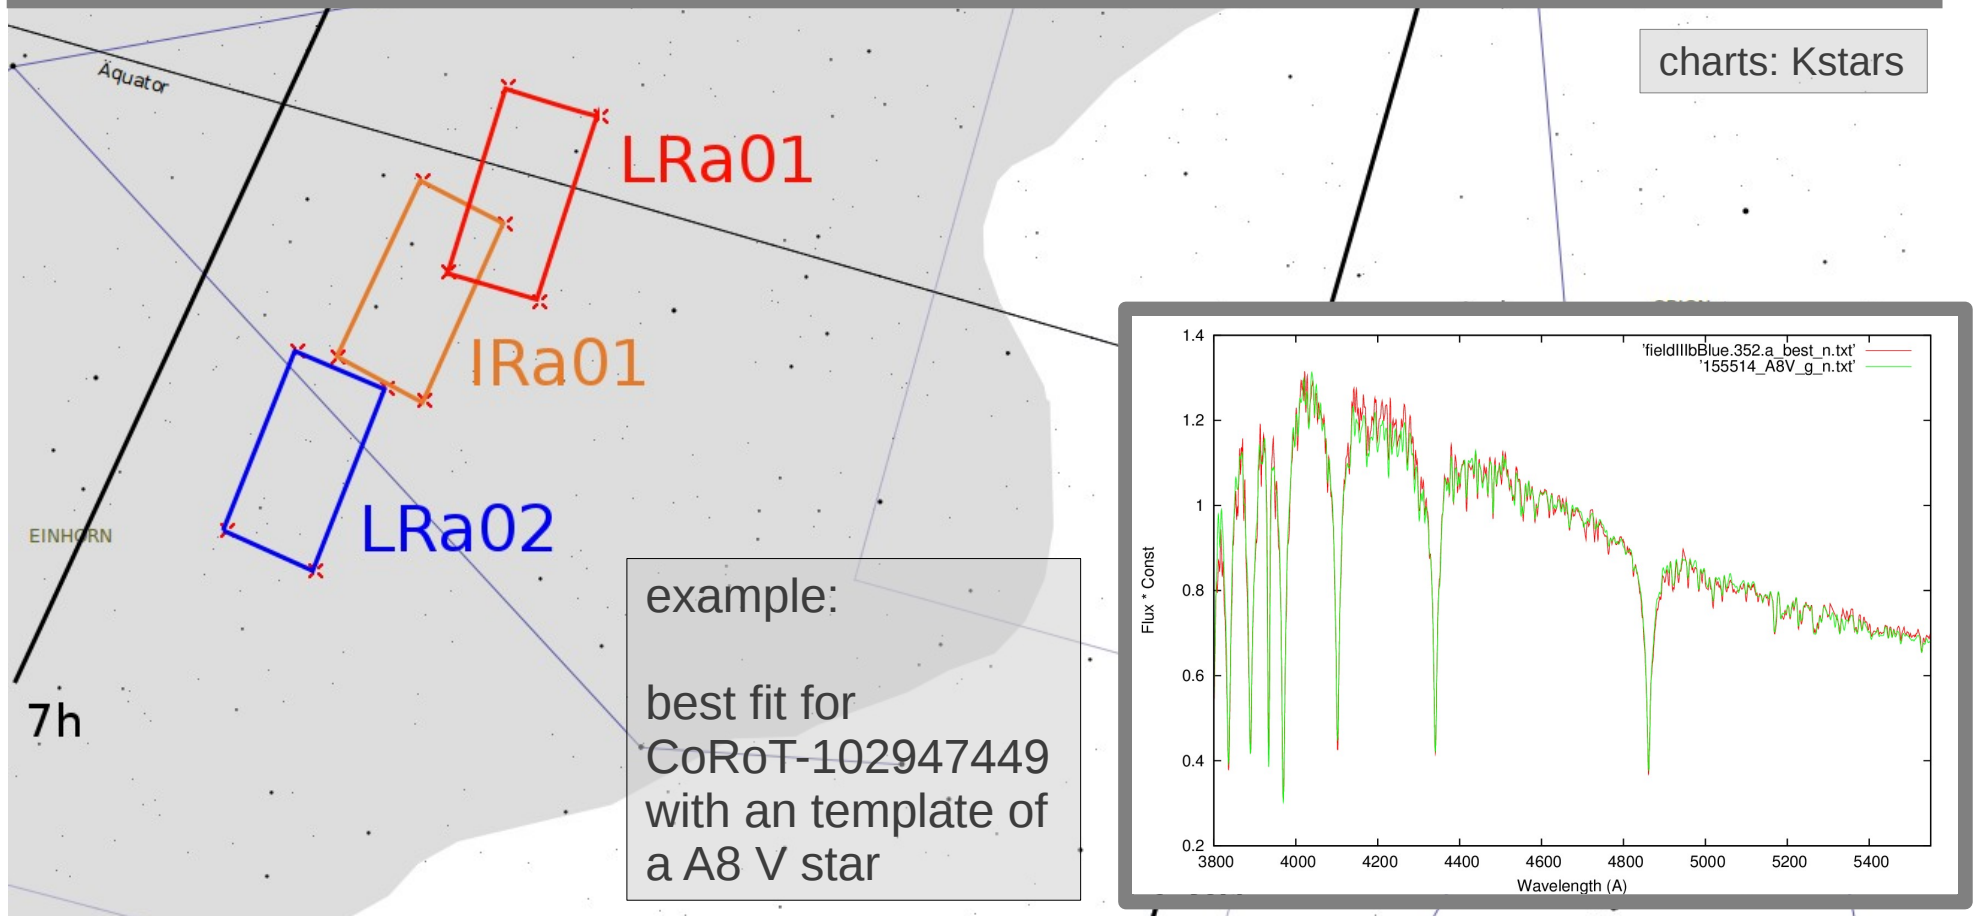 charts: Kstars
Äquator
LRa01
IRa01
LRa02
EINHORN
7h
example:
best fit for
CoRoT-102947449
with an template of
a A8 V star
'fieldIIIbBlue.352.a_best_n.txt'
'155514_A8V_g_n.txt'
1.4
1.2
1
0.8
0.6
0.4
0.2
Flux * Const
3800 4000 4200 4400 4600 4800 5000 5200 5400
Wavelength (A)